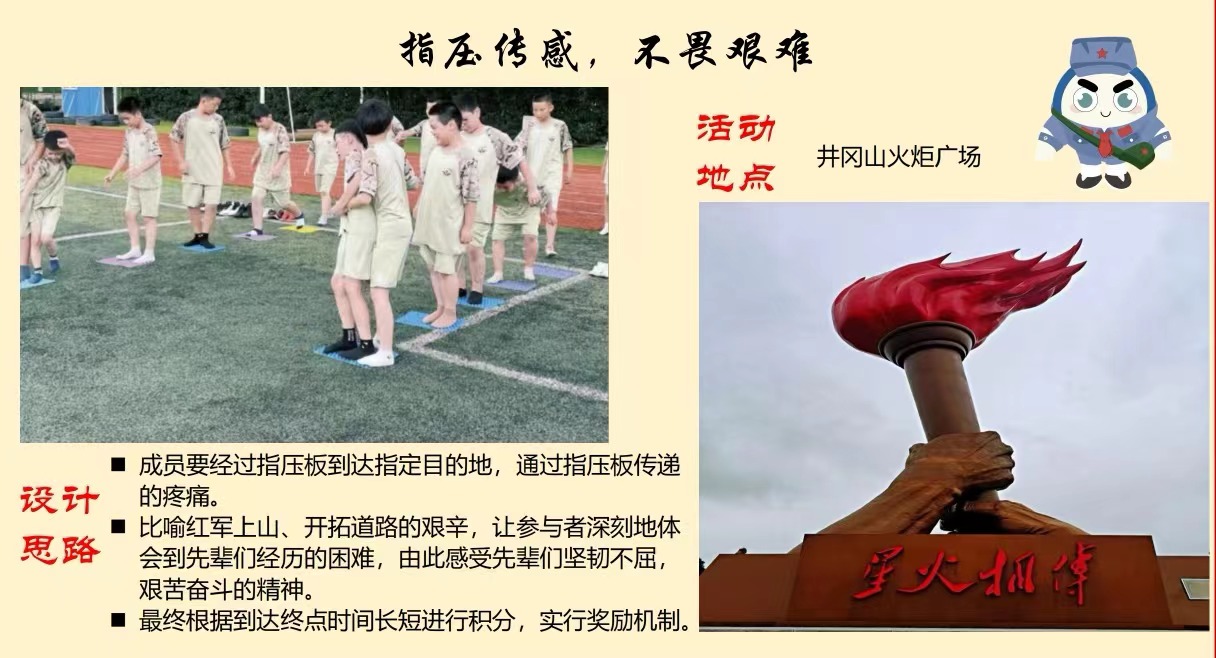 指压传感，不畏艰难
活动
地点
井冈山火炬广场
星火相传
设计
思路
■ 成员要经过指压板到达指定目的地，通过指压板传递
的疼痛。
■ 比喻红军上山、开拓道路的艰辛，让参与者深刻地体
会到先辈们经历的困难，由此感受先辈们坚韧不屈，
艰苦奋斗的精神。
■ 最终根据到达终点时间长短进行积分，实行奖励机制。